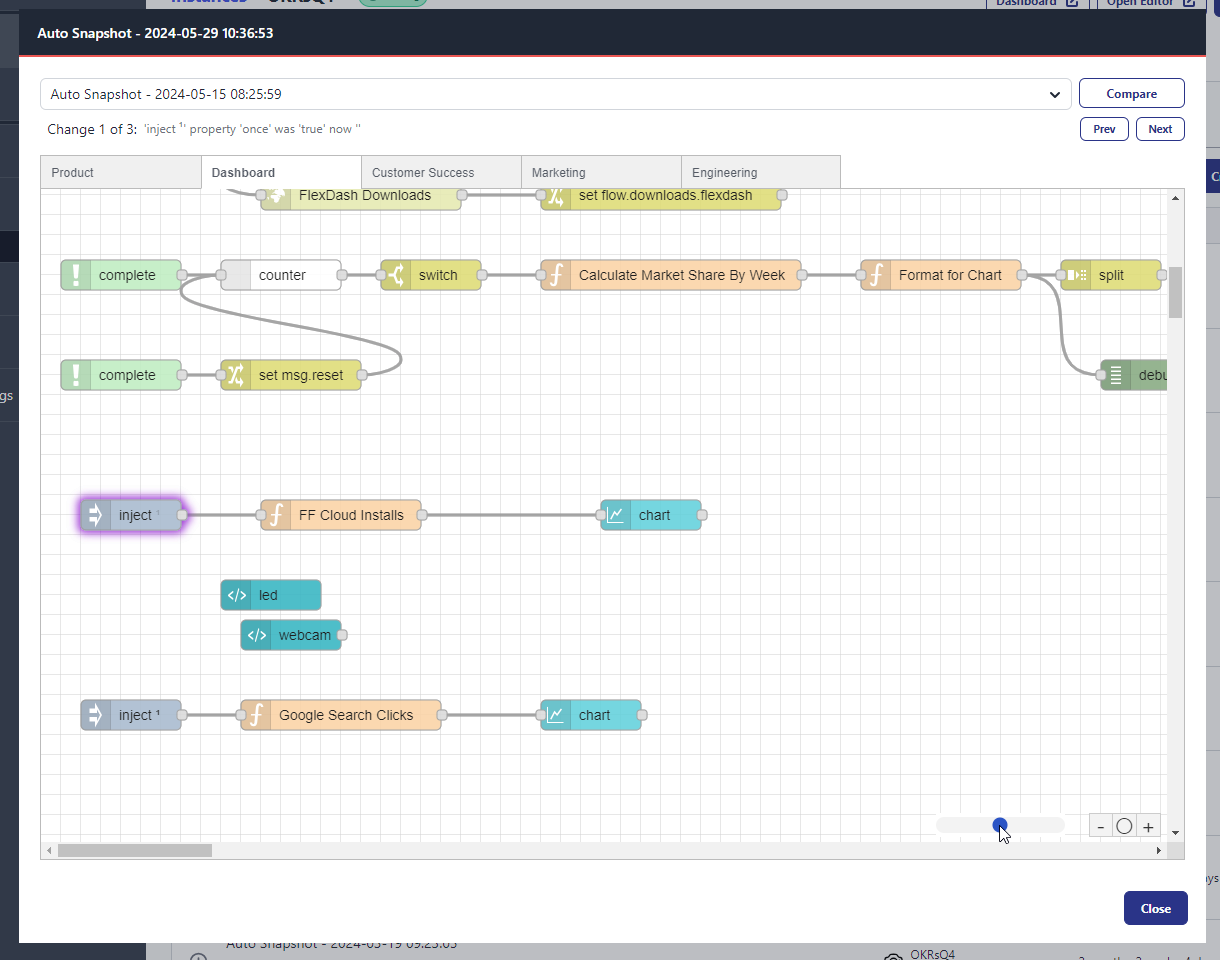 Instances OKRsQ4
Dashboard Open Editor
Auto Snapshot - 2024-05-29 10:36:53
Auto Snapshot - 2024-05-15 08:25:59
Compare
Change 1 of 3: 'inject ¹' property 'once' was 'true' now ''
Prev Next
Product Dashboard Customer Success Marketing Engineering
FlexDash Downloads set flow.downloads.flexdash
complete counter switch Calculate Market Share By Week Format for Chart split
complete set msg.reset debu
gs
inject ¹ FF Cloud Installs chart
led
webcam
inject ¹ Google Search Clicks chart
- +
ays
Close
Auto Snapshot - 2024-05-19 09:23:05
OKRsQ4